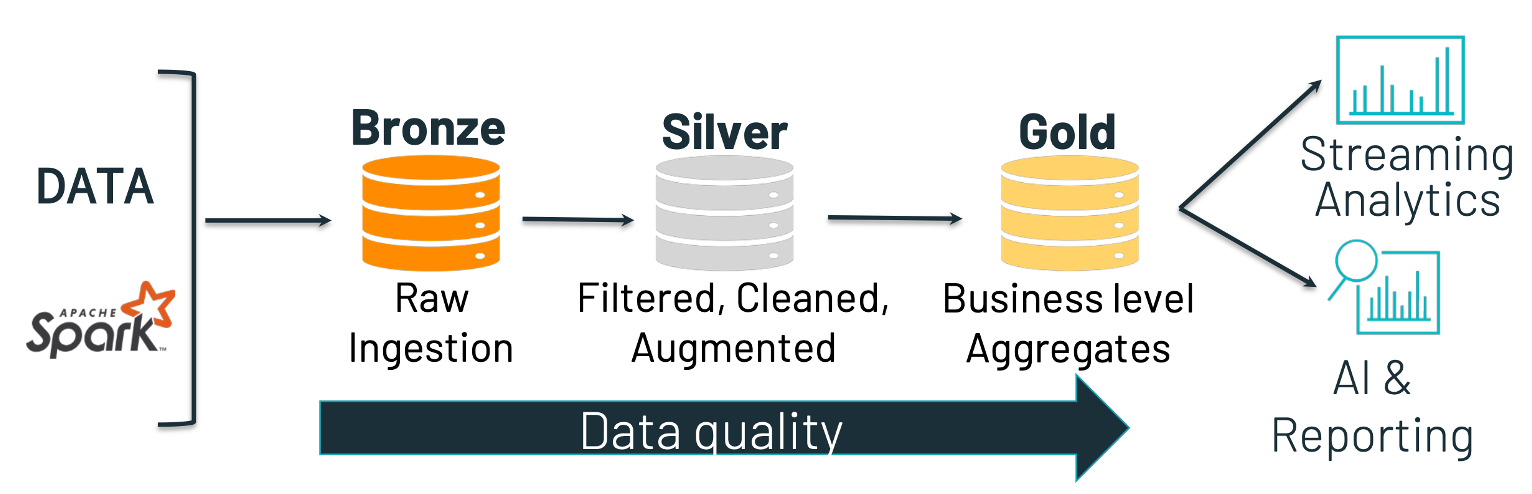 DATA
APACHE
Spark™
Bronze
Raw
Ingestion
Silver
Filtered, Cleaned,
Augmented
Gold
Business level
Aggregates
Data quality
Streaming
Analytics
AI &
Reporting